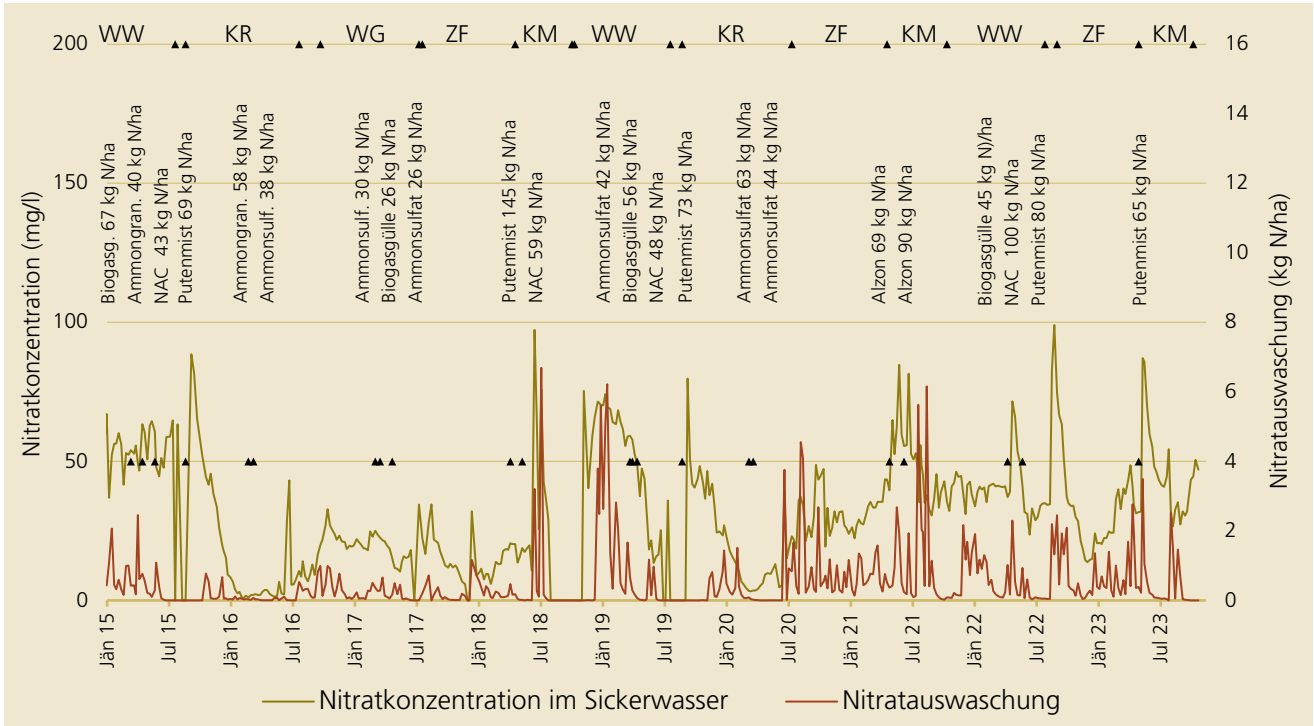 WW KR WG ZF KM WW KR ZF KM WW ZF KM
Nitratkonzentration (mg/l)
200
150
100
50
0
Biogasg. 67 kg N/ha
Ammongran. 40 kg N/ha
NAC 43 kg N/ha
Putenmist 69 kg N/ha
Ammongran. 58 kg N/ha
Ammonsulf. 38 kg N/ha
Ammonsulf. 30 kg N/ha
Biogasgülle 26 kg N/ha
Ammonsulfat 26 kg N/ha
Putenmist 145 kg N/ha
NAC 59 kg N/ha
Ammonsulfat 42 kg N/ha
Biogasgülle 56 kg N/ha
NAC 48 kg N/ha
Putenmist 73 kg N/ha
Ammonsulfat 63 kg N/ha
Ammonsulfat 44 kg N/ha
Alzon 69 kg N/ha
Alzon 90 kg N/ha
Biogasgülle 45 kg N)/ha
NAC 100 kg N/ha
Putenmist 80 kg N/ha
Putenmist 65 kg N/ha
16
14
12
10
8
6
4
2
0
Nitratauswaschung (kg N/ha)
Jän 15
Jul 15
Jän 16
Jul 16
Jän 17
Jul 17
Jän 18
Jul 18
Jän 19
Jul 19
Jän 20
Jul 20
Jän 21
Jul 21
Jän 22
Jul 22
Jän 23
Jul 23
Nitratkonzentration im Sickerwasser
Nitratauswaschung